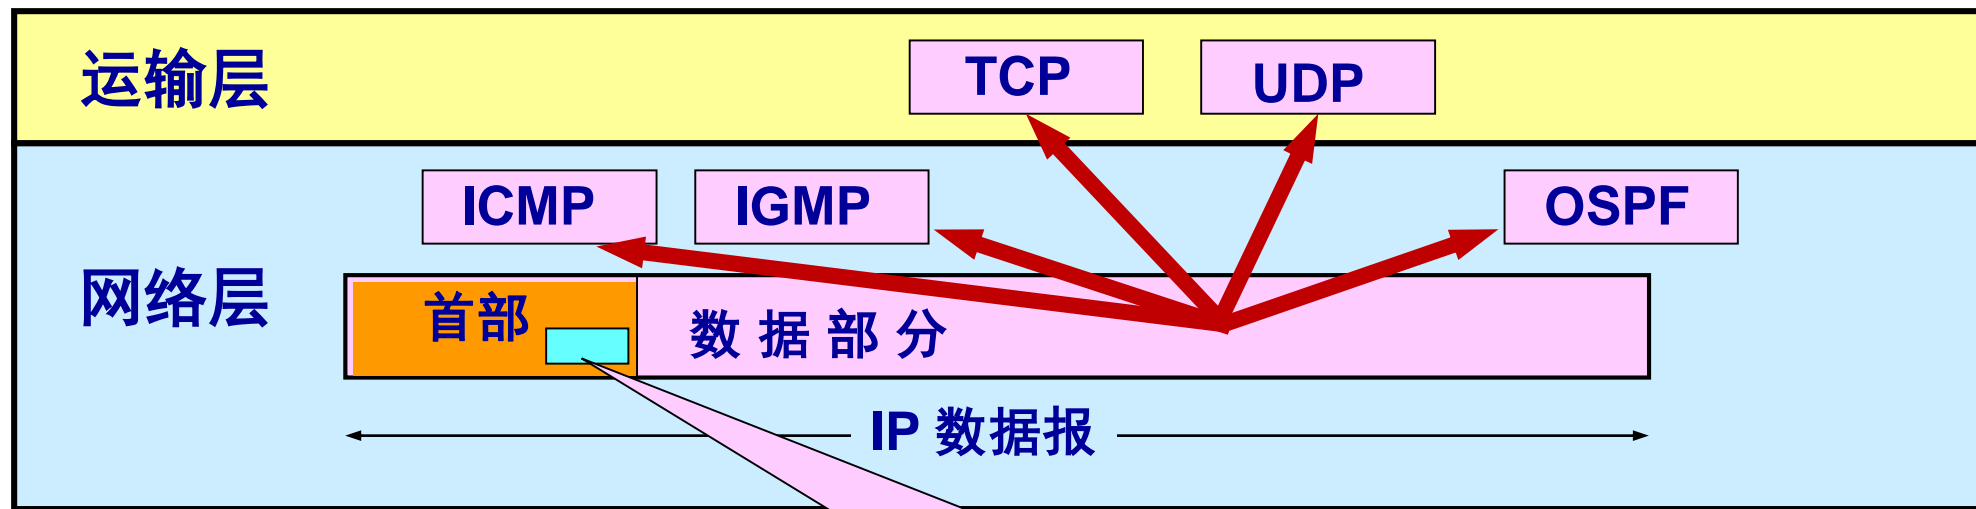 运输层
TCP
UDP
ICMP
IGMP
OSPF
网络层
首部
数据部分
IP 数据报